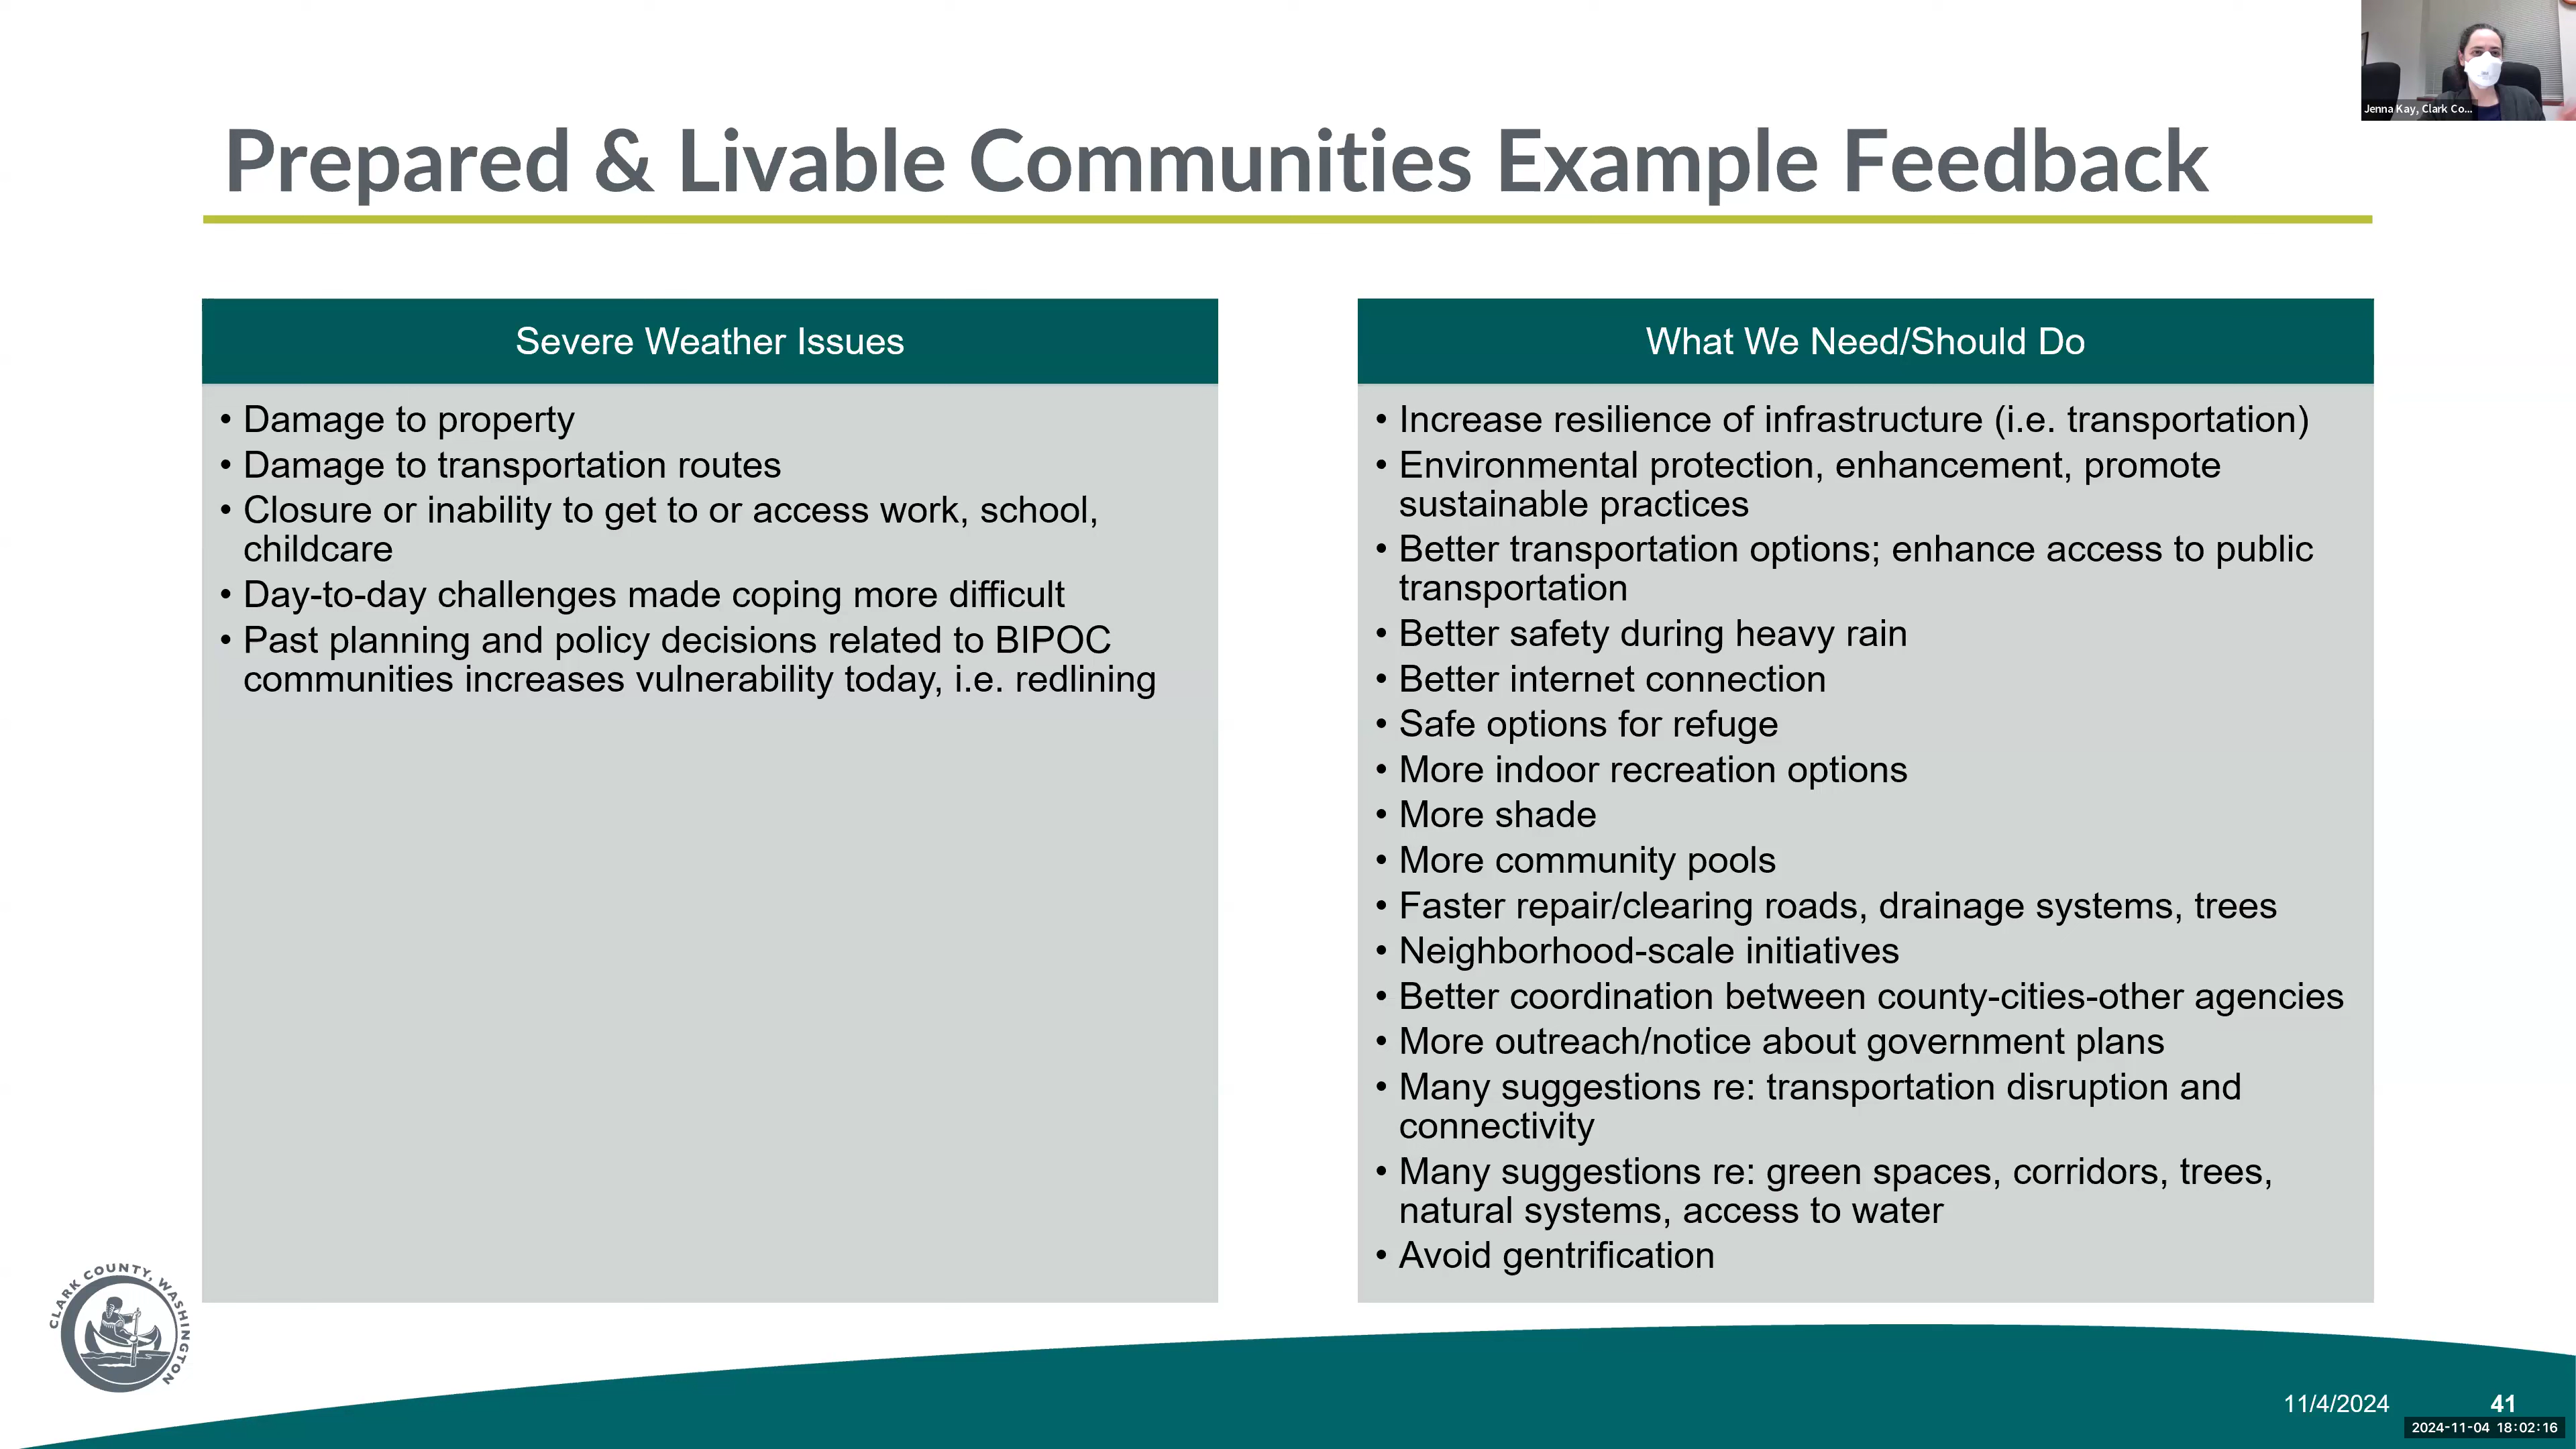 Jenna Kay, Clark Co...
Prepared & Livable Communities Example Feedback
Severe Weather Issues
• Damage to property
• Damage to transportation routes
• Closure or inability to get to or access work, school,
childcare
• Day-to-day challenges made coping more difficult
• Past planning and policy decisions related to BIPOC
communities increases vulnerability today, i.e. redlining
What We Need/Should Do
• Increase resilience of infrastructure (i.e. transportation)
• Environmental protection, enhancement, promote
sustainable practices
• Better transportation options; enhance access to public
transportation
• Better safety during heavy rain
• Better internet connection
• Safe options for refuge
• More indoor recreation options
• More shade
• More community pools
• Faster repair/clearing roads, drainage systems, trees
• Neighborhood-scale initiatives
• Better coordination between county-cities-other agencies
• More outreach/notice about government plans
• Many suggestions re: transportation disruption and
connectivity
• Many suggestions re: green spaces, corridors, trees,
natural systems, access to water
• Avoid gentrification
CLARK COUNTY, WASHINGTON
11/4/2024
41
2024-11-04 18:02:16